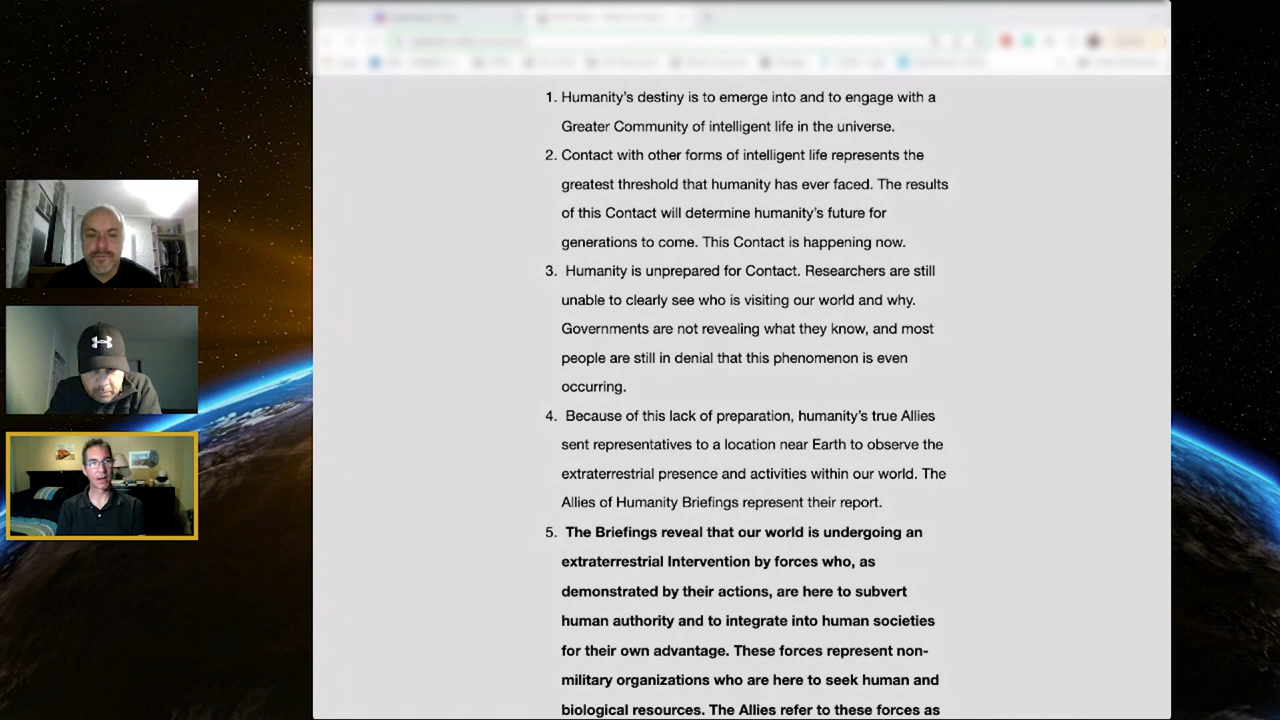 1. Humanity’s destiny is to emerge into and to engage with a
Greater Community of intelligent life in the universe.
2. Contact with other forms of intelligent life represents the
greatest threshold that humanity has ever faced. The results
of this Contact will determine humanity’s future for
generations to come. This Contact is happening now.
3. Humanity is unprepared for Contact. Researchers are still
unable to clearly see who is visiting our world and why.
Governments are not revealing what they know, and most
people are still in denial that this phenomenon is even
occurring.
4. Because of this lack of preparation, humanity’s true Allies
sent representatives to a location near Earth to observe the
extraterrestrial presence and activities within our world. The
Allies of Humanity Briefings represent their report.
5. The Briefings reveal that our world is undergoing an
extraterrestrial Intervention by forces who, as
demonstrated by their actions, are here to subvert
human authority and to integrate into human societies
for their own advantage. These forces represent non-
military organizations who are here to seek human and
biological resources. The Allies refer to these forces as